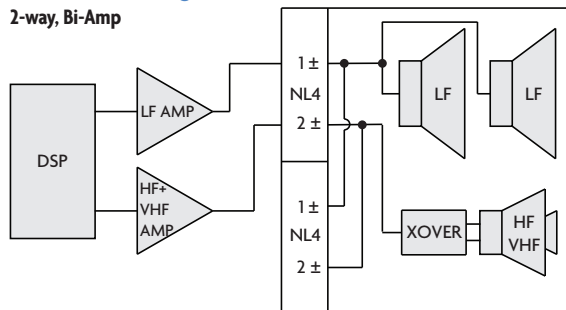 2-way, Bi-Amp
DSP
LF AMP
HF+
VHF
AMP
1 ±
NL4
2 ±
1 ±
NL4
2 ±
LF
LF
XOVER
HF
VHF